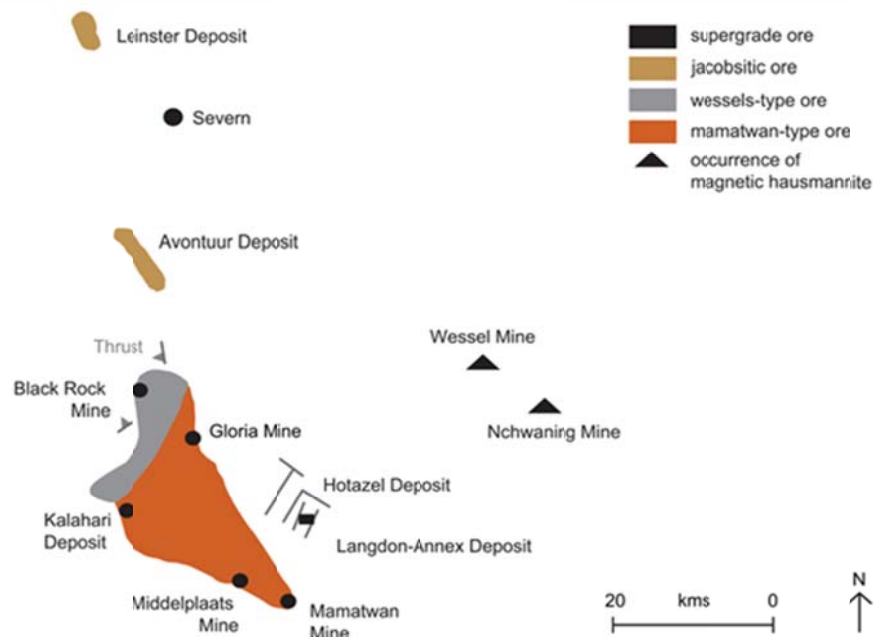 Leinster Deposit
supergrade ore
jacobsitic ore
wessels-type ore
mamatwan-type ore
occurrence of
magnetic hausmannite
Severn
Avontuur Deposit
Thrust
Wessel Mine
Black Rock
Mine
Gloria Mine
Nchwaning Mine
Hotazel Deposit
Kalahari
Deposit
Langdon-Annex Deposit
Middelplaats
Mine
Mamatwan
Mine
20 kms 0
N